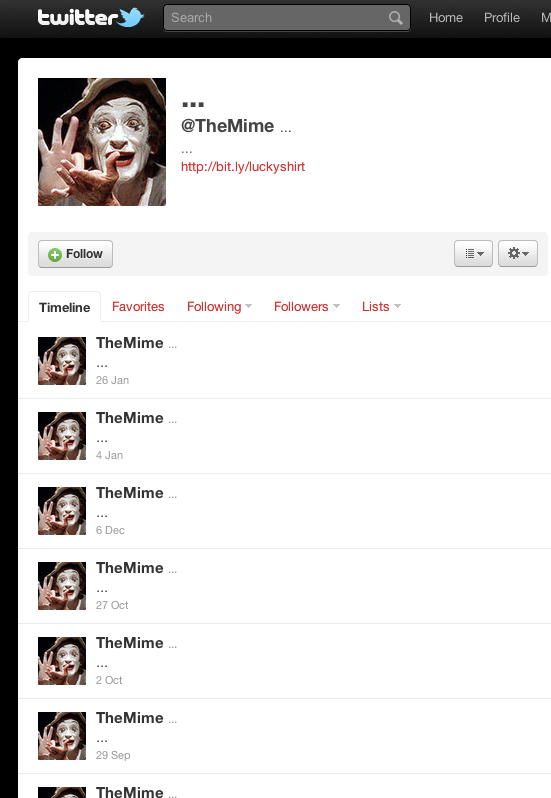 twitter Search Home Profile M
...
@TheMime ...
...
http://bit.ly/luckyshirt
Follow
Timeline Favorites Following Followers Lists
TheMime ...
...
26 Jan
TheMime ...
...
4 Jan
TheMime ...
...
6 Dec
TheMime ...
...
27 Oct
TheMime ...
...
2 Oct
TheMime ...
...
29 Sep
TheMime ...